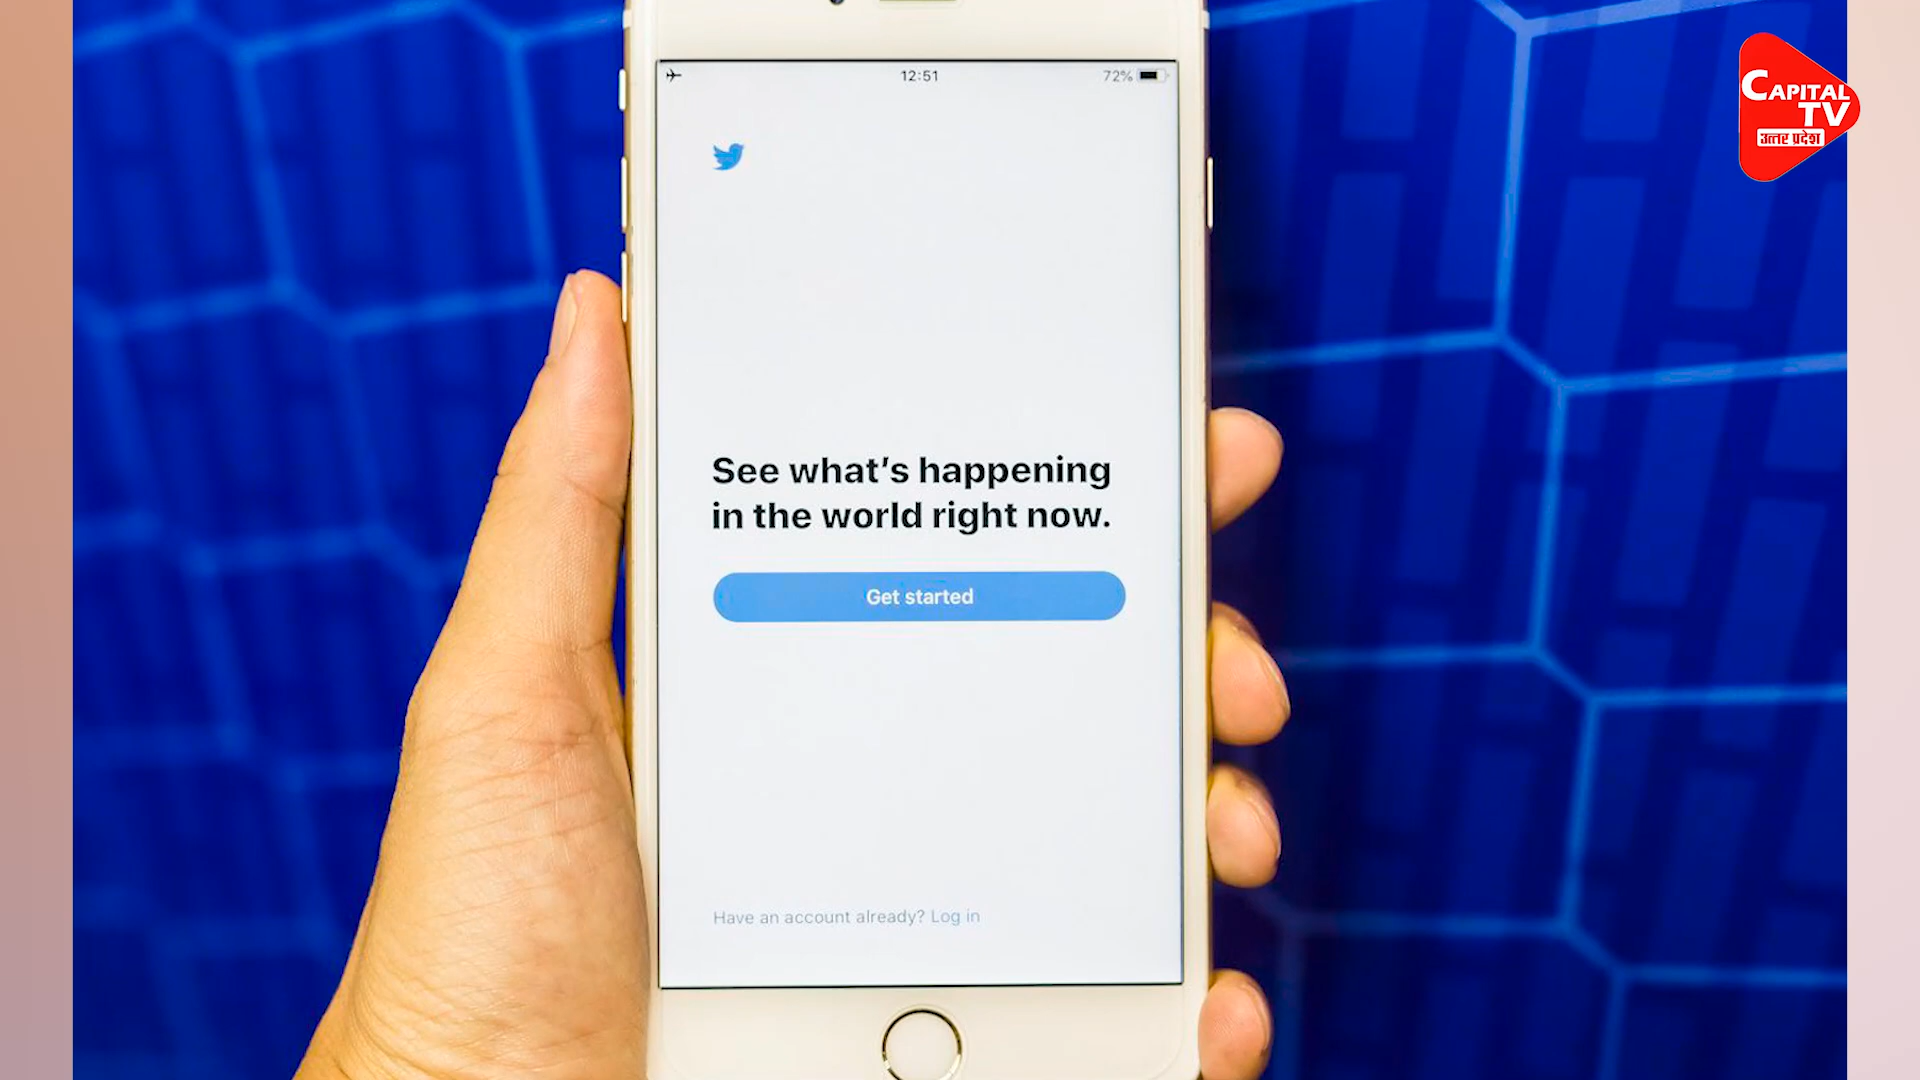 12:51
72%
CAPITAL
TV
उत्तर प्रदेश
See what's happening
in the world right now.
Get started
Have an account already? Log in